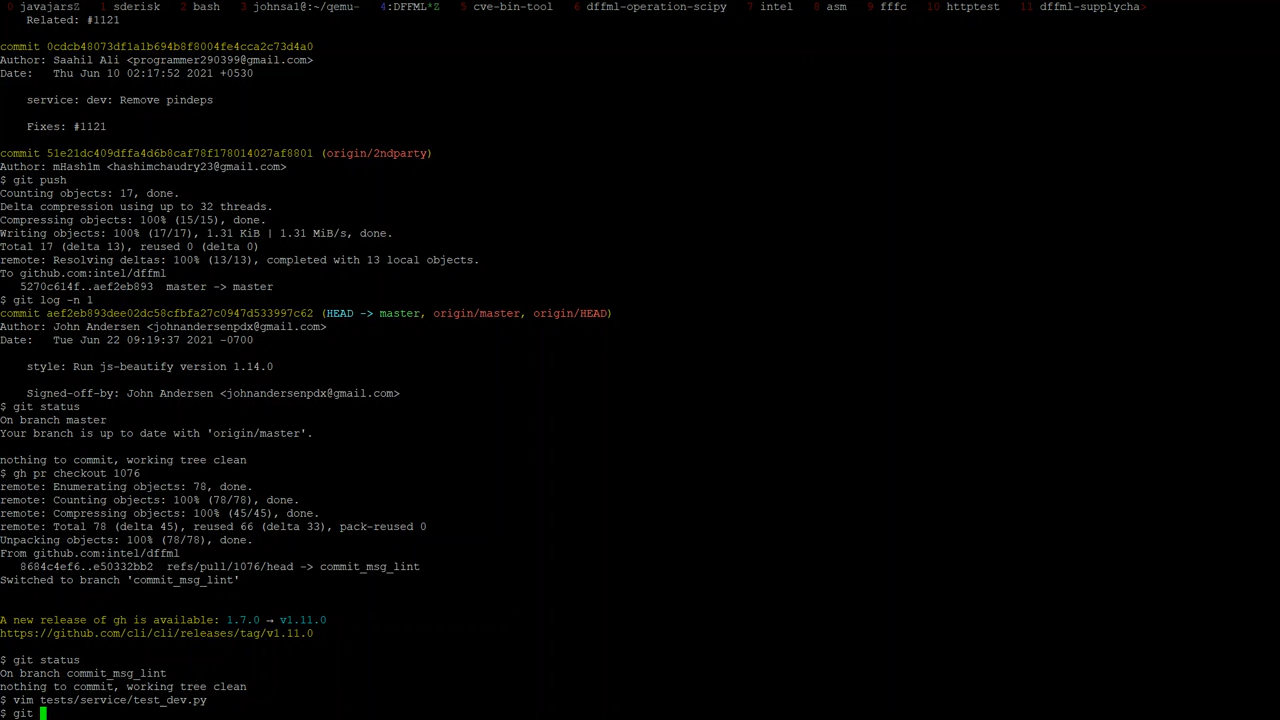 0 javajarsZ  1 sderisk  2 bash  3 johnsal@:~/qemu-  4:DFFML*Z  5 cve-bin-tool  6 dffml-operation-scipy  7 intel  8 asm  9 fffc  10 httptest  11 dffml-supplycha>
    Related: #1121

commit 0cdcb48073df1a1b694b8f8004fe4cca2c73d4a0
Author: Saahil Ali <programmer290399@gmail.com>
Date:   Thu Jun 10 02:17:52 2021 +0530

    service: dev: Remove pindeps

    Fixes: #1121

commit 51e21dc409dffa4d6b8caf78f178014027af8801 (origin/2ndparty)
Author: mHash1m <hashimchaudry23@gmail.com>
$ git push
Counting objects: 17, done.
Delta compression using up to 32 threads.
Compressing objects: 100% (15/15), done.
Writing objects: 100% (17/17), 1.31 KiB | 1.31 MiB/s, done.
Total 17 (delta 13), reused 0 (delta 0)
remote: Resolving deltas: 100% (13/13), completed with 13 local objects.
To github.com:intel/dffml
   5270c614f..aef2eb893  master -> master
$ git log -n 1
commit aef2eb893dee02dc58cfbfa27c0947d533997c62 (HEAD -> master, origin/master, origin/HEAD)
Author: John Andersen <johnandersenpdx@gmail.com>
Date:   Tue Jun 22 09:19:37 2021 -0700

    style: Run js-beautify version 1.14.0

    Signed-off-by: John Andersen <johnandersenpdx@gmail.com>
$ git status
On branch master
Your branch is up to date with 'origin/master'.

nothing to commit, working tree clean
$ gh pr checkout 1076
remote: Enumerating objects: 78, done.
remote: Counting objects: 100% (78/78), done.
remote: Compressing objects: 100% (45/45), done.
remote: Total 78 (delta 45), reused 66 (delta 33), pack-reused 0
Unpacking objects: 100% (78/78), done.
From github.com:intel/dffml
   8684c4ef6..e50332bb2  refs/pull/1076/head -> commit_msg_lint
Switched to branch 'commit_msg_lint'

A new release of gh is available: 1.7.0 → v1.11.0
https://github.com/cli/cli/releases/tag/v1.11.0

$ git status
On branch commit_msg_lint
nothing to commit, working tree clean
$ vim tests/service/test_dev.py
$ git